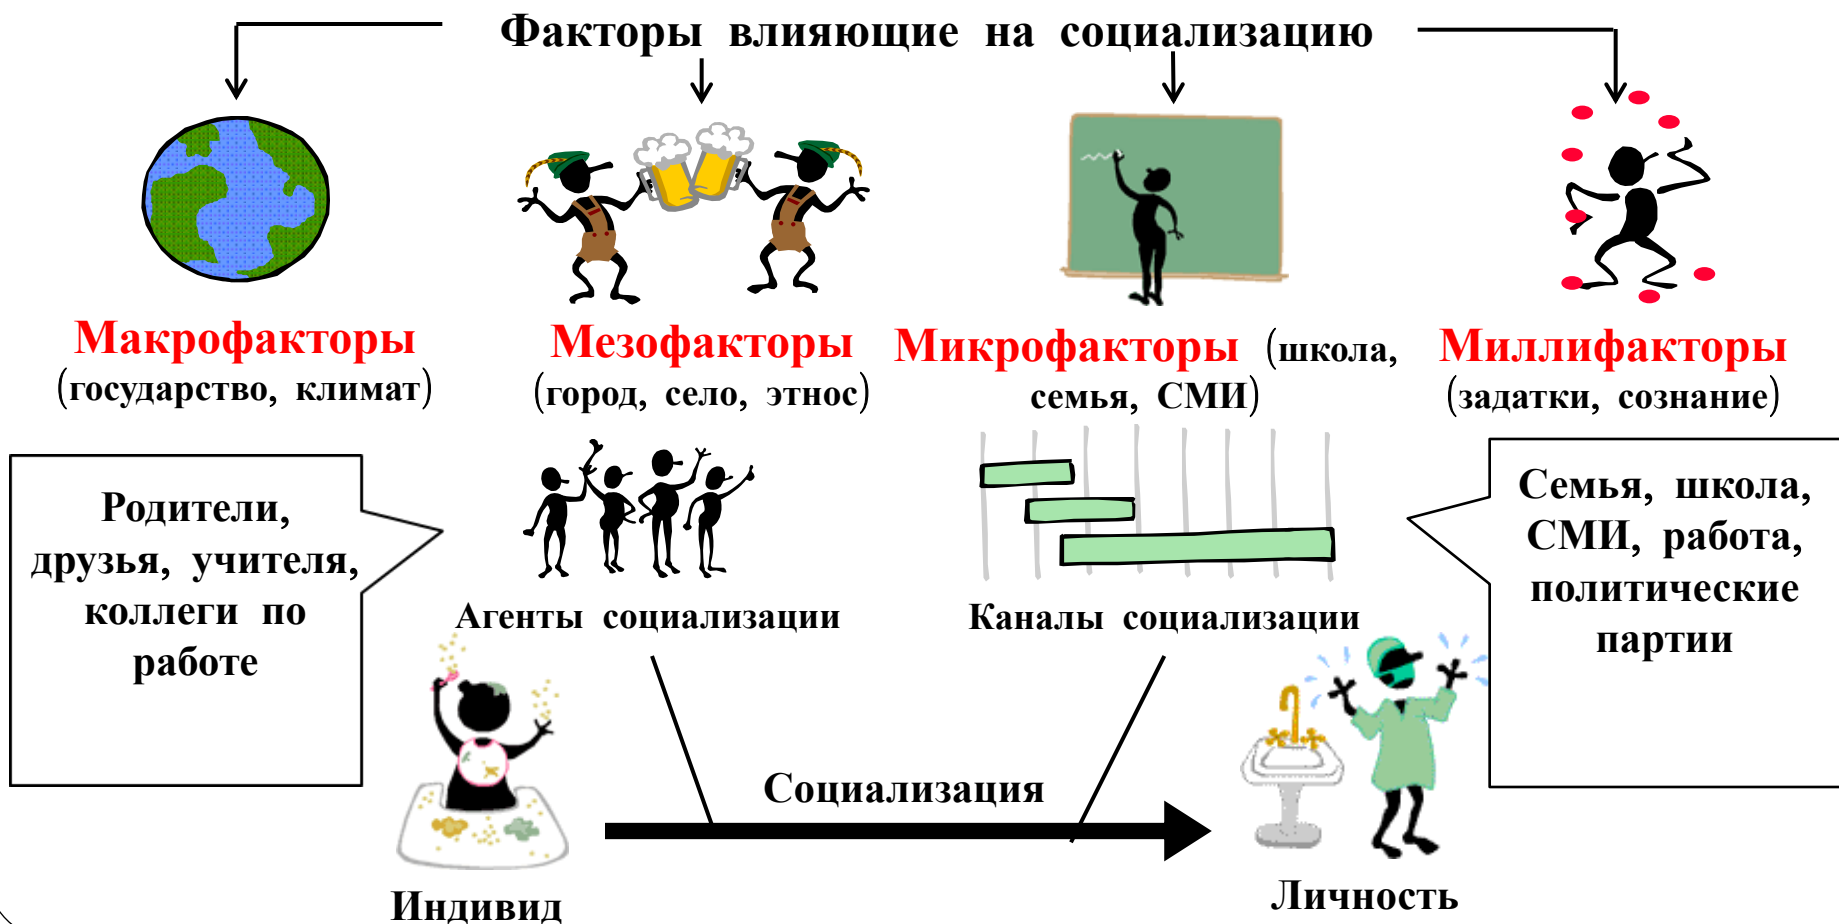 Факторы влияющие на социализацию
Макрофакторы
(государство, климат)
Мезофакторы
(город, село, этнос)
Микрофакторы (школа,
семья, СМИ)
Миллифакторы
(задатки, сознание)
Родители,
друзья, учителя,
коллеги по
работе
Агенты социализации
Каналы социализации
Семья, школа,
СМИ, работа,
политические
партии
Социализация
Индивид
Личность